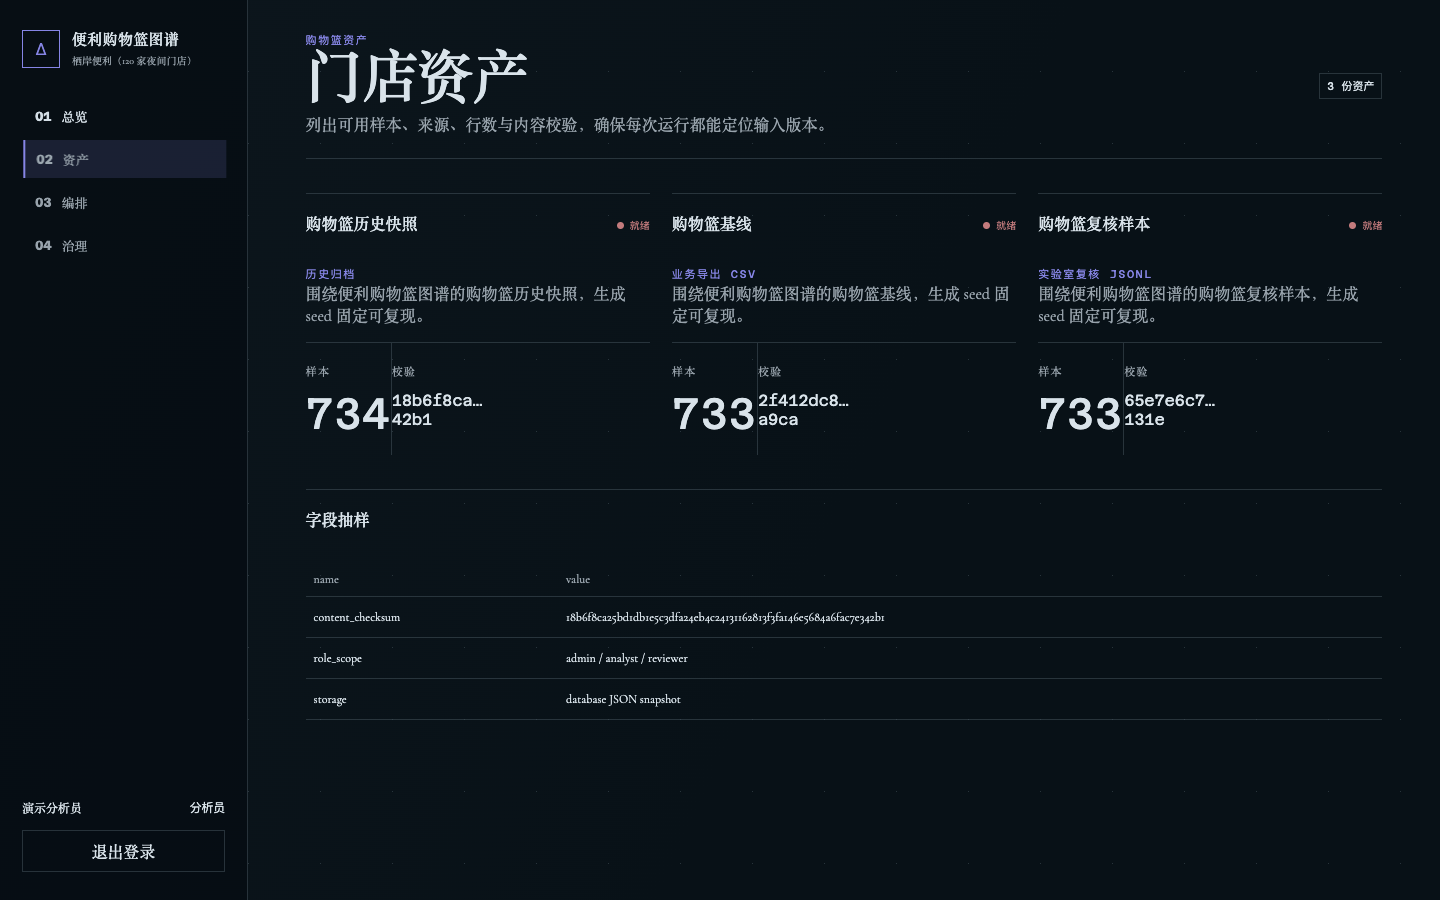 Δ
便利购物篮图谱
栖岸便利（120 家夜间门店）
01 总览
02 资产
03 编排
04 治理
演示分析员
分析员
退出登录
购物篮资产
门店资产
列出可用样本、来源、行数与内容校验，确保每次运行都能定位输入版本。
3 份资产
购物篮历史快照
就绪
历史归档
围绕便利购物篮图谱的购物篮历史快照，生成
seed 固定可复现。
样本
734
校验
18b6f8ca…
42b1
购物篮基线
就绪
业务导出 CSV
围绕便利购物篮图谱的购物篮基线，生成 seed 固
定可复现。
样本
733
校验
2f412dc8…
a9ca
购物篮复核样本
就绪
实验室复核 JSONL
围绕便利购物篮图谱的购物篮复核样本，生成
seed 固定可复现。
样本
733
校验
65e7e6c7…
131e
字段抽样
name value
content_checksum 18b6f8ca25bd1db1e5c3dfa24eb4c24131162813f3fa146e5684a6fac7e342b1
role_scope admin / analyst / reviewer
storage database JSON snapshot